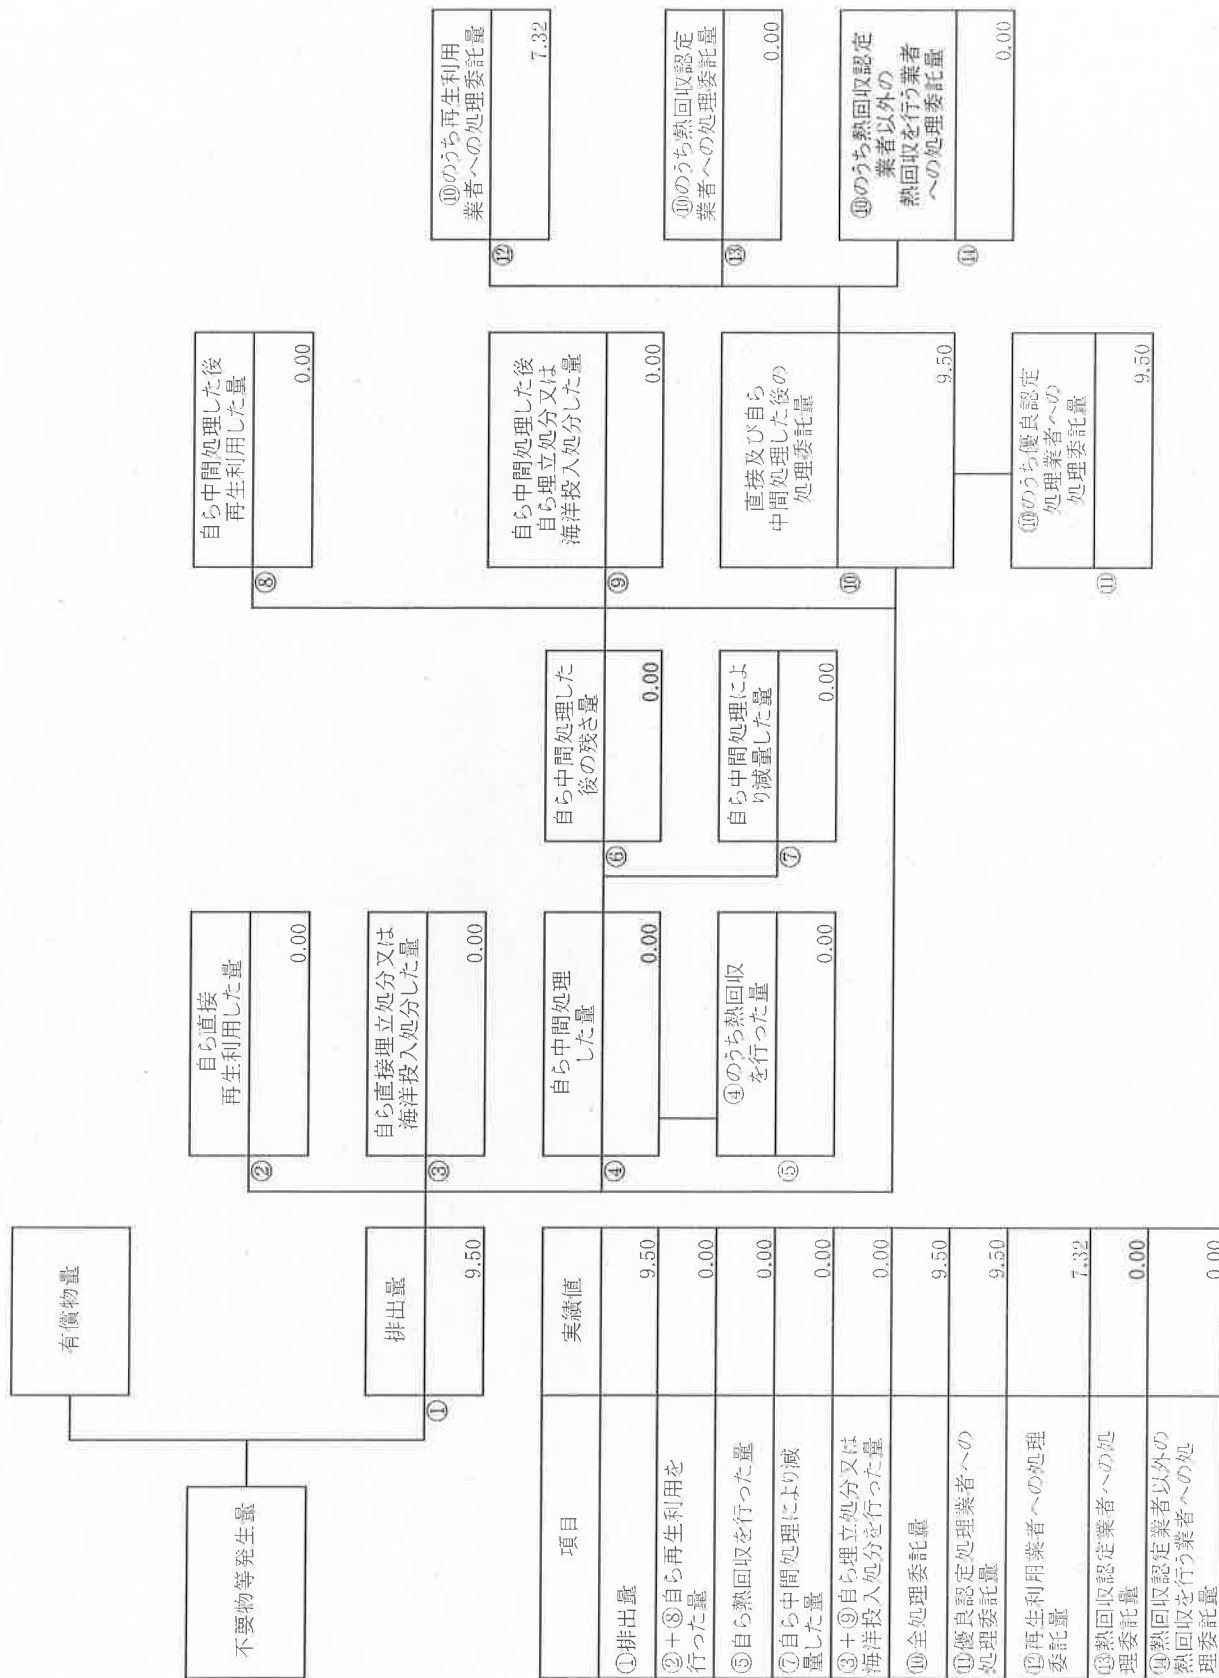 不要物等発生量
有償物量
①
排出量
9.50
②
自ら直接
再生利用した量
0.00
③
自ら直接埋立処分又は
海洋投入処分した量
0.00
④
自ら中間処理
した量
0.00
⑤
④のうち熱回収
を行った量
0.00
⑥
自ら中間処理した
後の残さ量
0.00
⑦
自ら中間処理によ
り減量した量
0.00
⑧
自ら中間処理した後
再生利用した量
0.00
⑨
自ら中間処理した後
自ら埋立処分又は
海洋投入処分した量
0.00
⑩
直接及び自ら
中間処理した後の
処理委託量
9.50
⑪
⑩のうち優良認定
処理業者への
処理委託量
9.50
⑫
⑩のうち再生利用
業者への処理委託量
7.32
⑬
⑩のうち熱回収認定
業者への処理委託量
0.00
⑭
⑩のうち熱回収認定
業者以外の
熱回収を行う業者
への処理委託量
0.00
項目
実績値
①排出量
9.50
②+⑧自ら再生利用を
行った量
0.00
⑤自ら熱回収を行った量
0.00
⑦自ら中間処理により減
量した量
0.00
③+⑨自ら埋立処分又は
海洋投入処分を行った量
0.00
⑩全処理委託量
9.50
⑪優良認定処理業者への
処理委託量
9.50
⑫再生利用業者への処理
委託量
7.32
⑬熱回収認定業者への処
理委託量
0.00
⑭熱回収認定業者以外の
熱回収を行う業者への処
理委託量
0.00